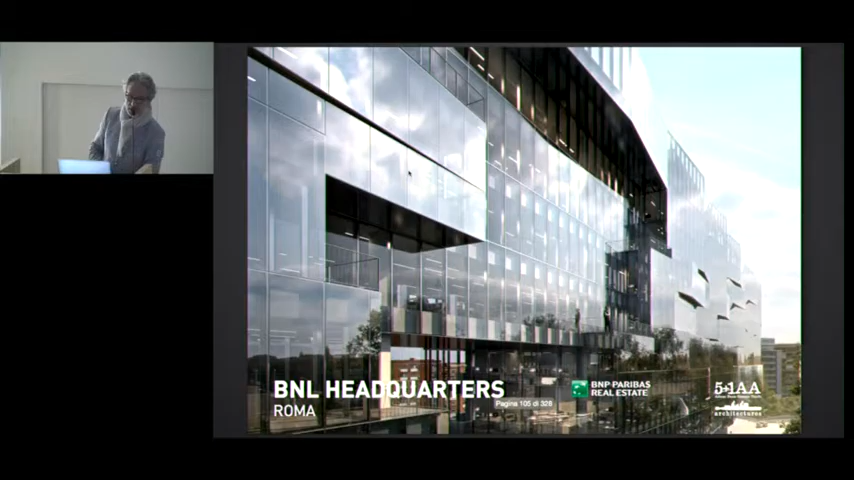 BNL HEADQUARTERS
ROMA
Pagina 105 di 328
BNP PARIBAS
REAL ESTATE
5+1AA
architectures